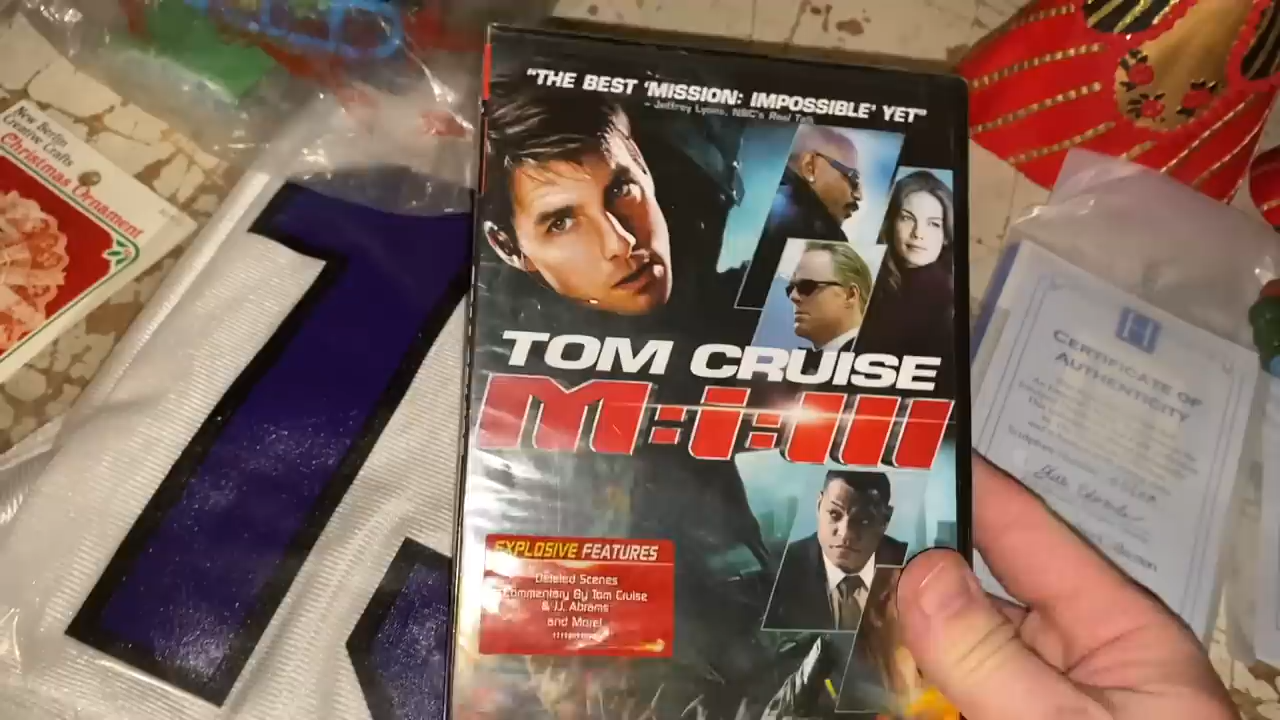 "THE BEST 'MISSION: IMPOSSIBLE' YET"
- Jeffrey Lyons, NBC's Reel Talk
TOM CRUISE
M:i:III
EXPLOSIVE FEATURES
Deleted Scenes
Commentary By Tom Cruise
& J.J. Abrams
and More!
New Berlin
Creative Crafts
Christmas Ornament
1
H
CERTIFICATE OF
AUTHENTICITY